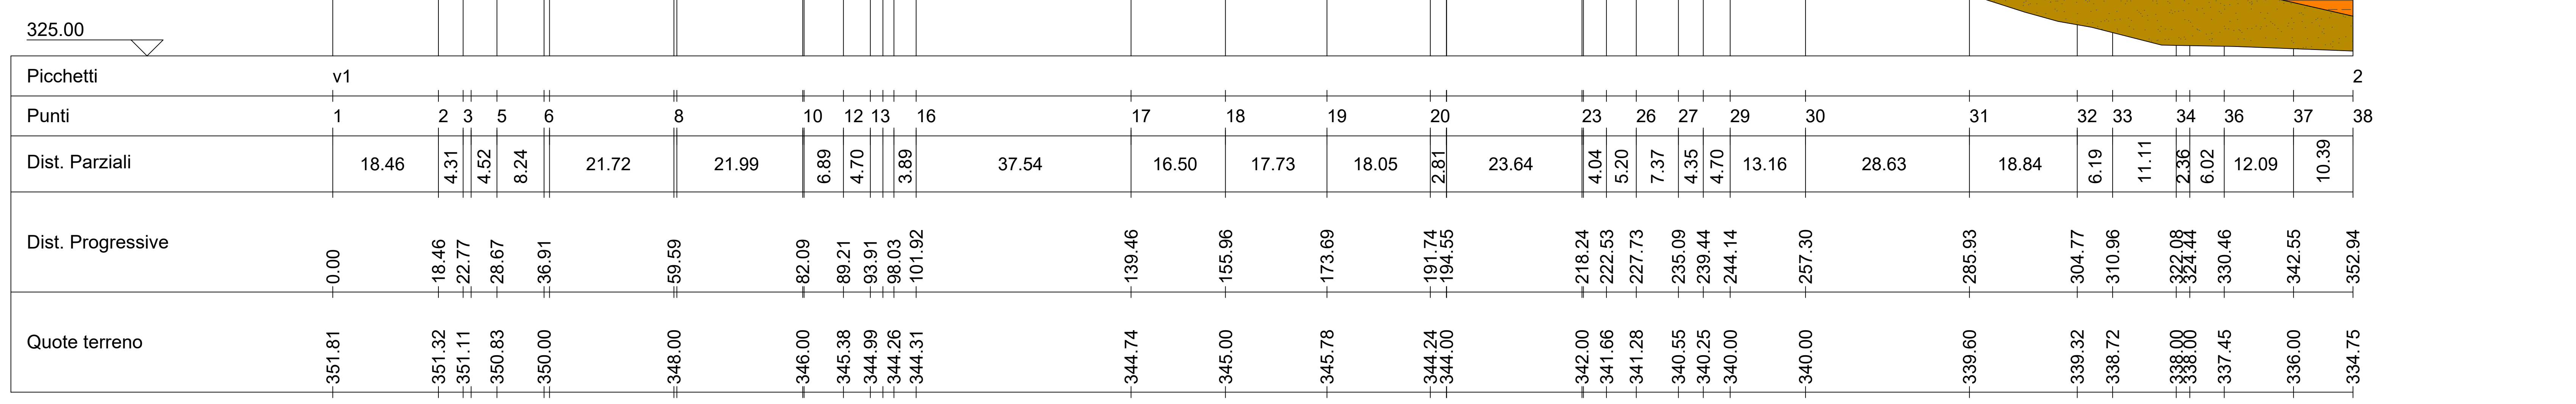 325.00
Picchetti v1 2
Punti 1 2 3 5 6 8 10 12 13 16 17 18 19 20 23 26 27 29 30 31 32 33 34 36 37 38
Dist. Parziali 18.46 4.31 4.52 8.24 21.72 21.99 6.89 4.70 3.89 37.54 16.50 17.73 18.05 2.81 23.64 4.04 5.20 7.37 4.35 4.70 13.16 28.63 18.84 6.19 11.11 2.36 6.02 12.09 10.39
Dist. Progressive 0.00 18.46 22.77 28.67 36.91 59.59 82.09 89.21 93.91 98.03 101.92 139.46 155.96 173.69 191.74 194.55 218.24 222.53 227.73 235.09 239.44 244.14 257.30 285.93 304.77 310.96 322.08 324.44 330.46 342.55 352.94
Quote terreno 351.81 351.32 351.11 350.83 350.00 348.00 346.00 345.38 344.99 344.26 344.31 344.74 345.00 345.78 344.24 344.00 342.00 341.66 341.28 340.55 340.25 340.00 340.00 339.60 339.32 338.72 338.00 338.00 337.45 336.00 334.75